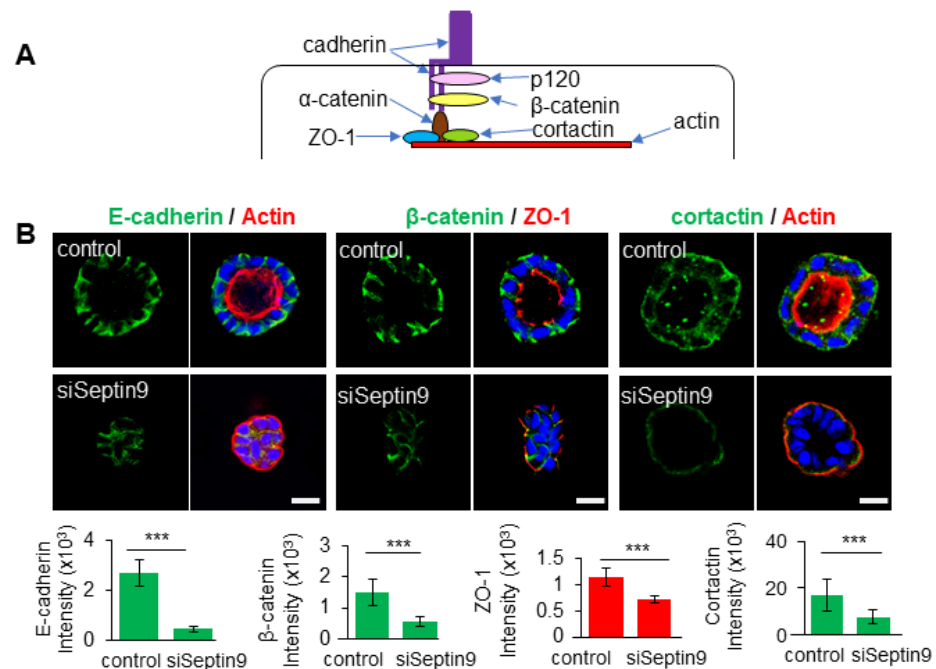 A
cadherin
p120
α-catenin
β-catenin
cortactin
actin
ZO-1
B
E-cadherin / Actin
β-catenin / ZO-1
cortactin / Actin
control
control
control
siSeptin9
siSeptin9
siSeptin9
E-cadherin
Intensity (x10³)
4
2
0
***
control siSeptin9
β-catenin
Intensity (x10³)
3
2
1
0
***
control siSeptin9
ZO-1
Intensity (x10³)
1.5
1
0.5
0
***
control siSeptin9
Cortactin
Intensity (x10³)
40
20
0
***
control siSeptin9